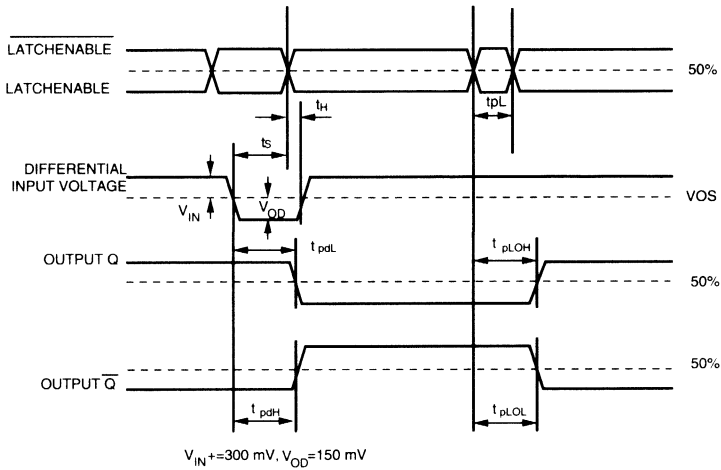 LATCHENABLE
50%
LATCHENABLE
tH
tpL
tS
DIFFERENTIAL
INPUT VOLTAGE
VOS
VIN
VOD
tpdL
tpLOH
OUTPUT Q
50%
50%
OUTPUT Q̅
tpdH
tpLOL
VIN+=300 mV, VOD=150 mV